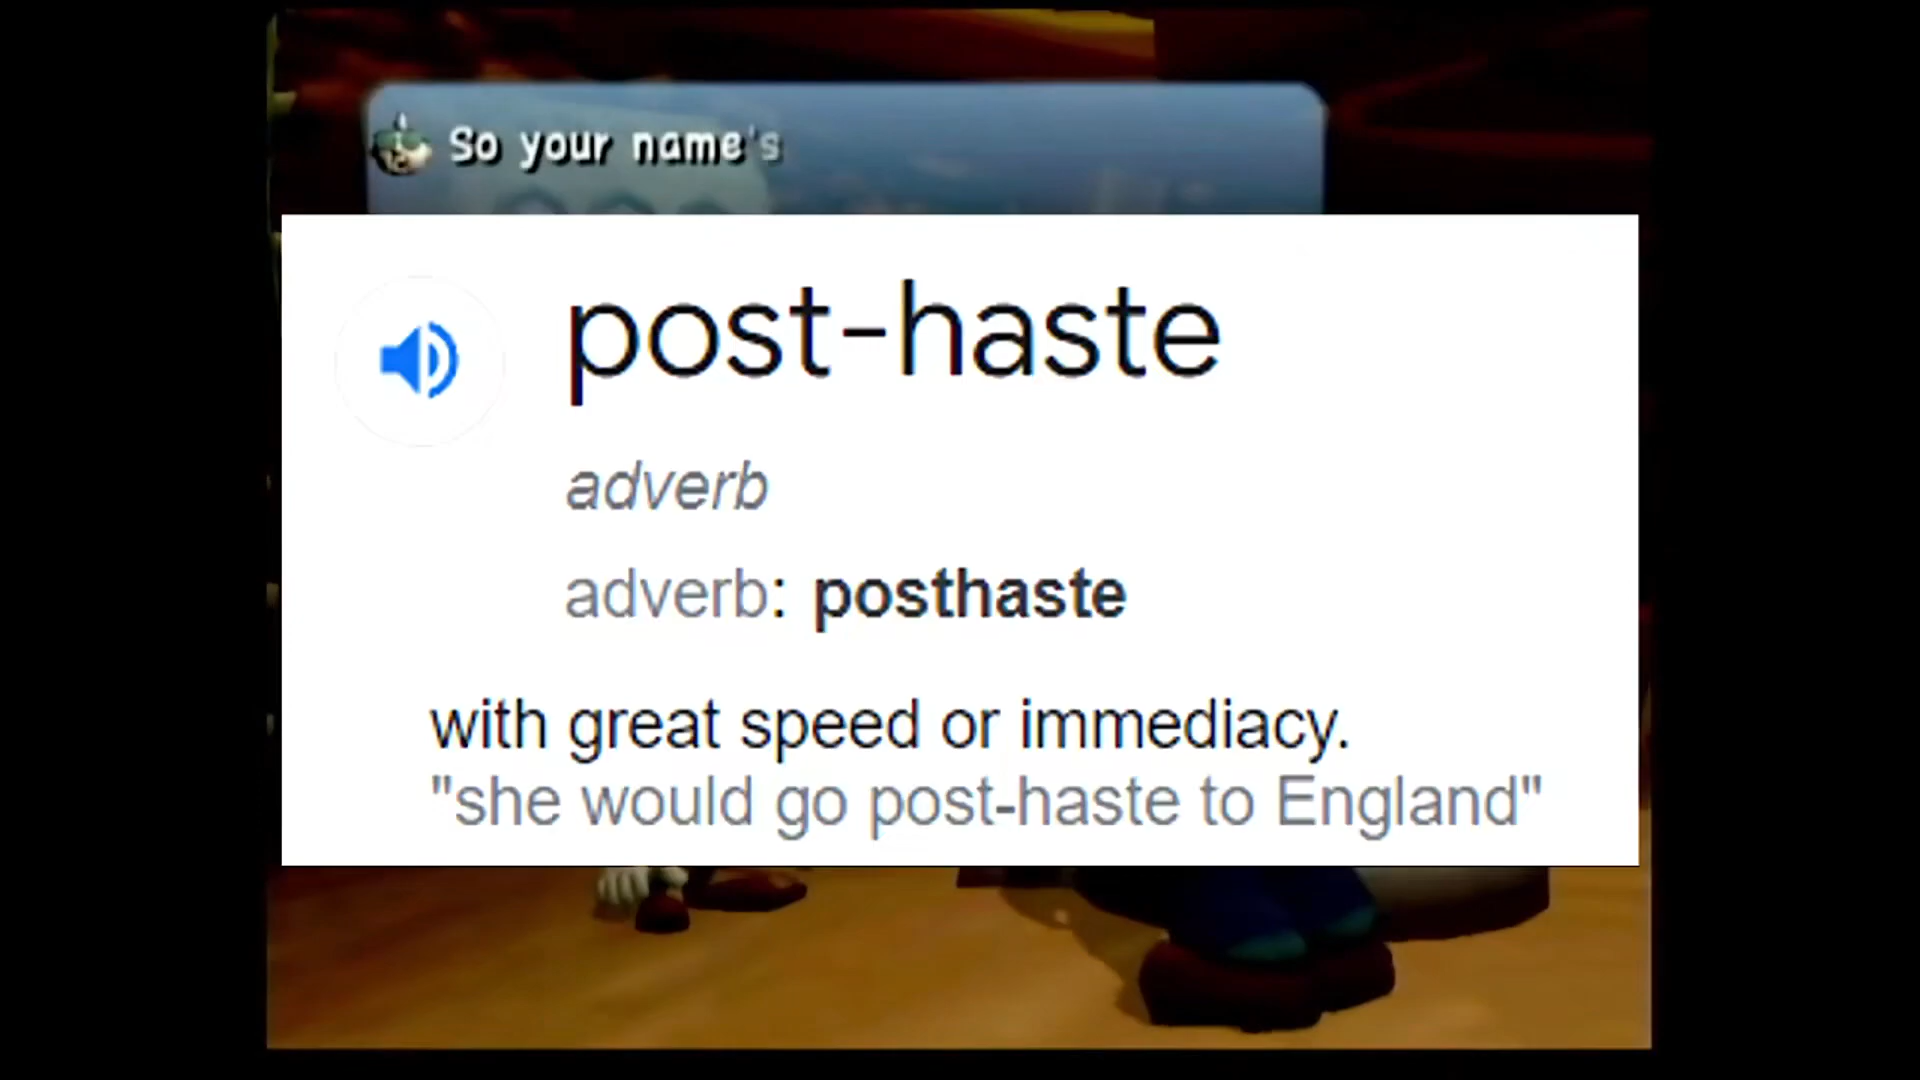 So your name's
post-haste
adverb
adverb: posthaste
with great speed or immediacy.
"she would go post-haste to England"